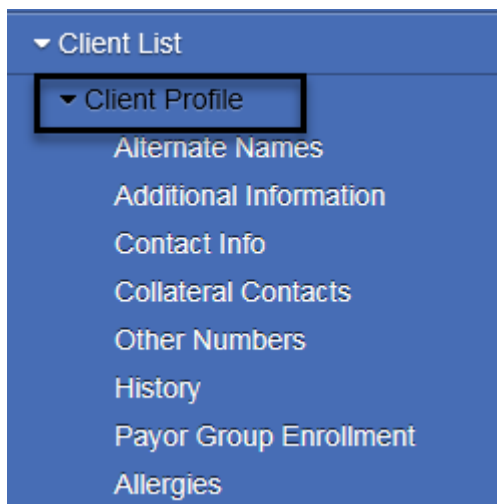 Client List
Client Profile
Alternate Names
Additional Information
Contact Info
Collateral Contacts
Other Numbers
History
Payor Group Enrollment
Allergies